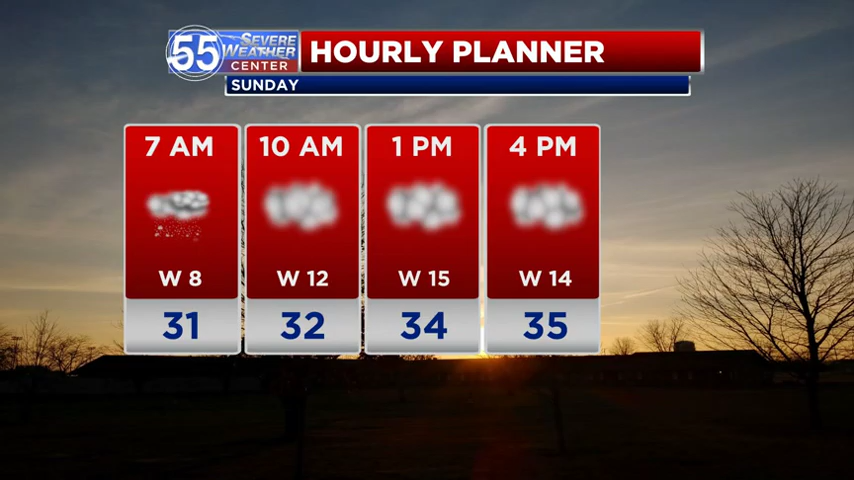 55 SEVERE WEATHER CENTER
HOURLY PLANNER
SUNDAY
7 AM
10 AM
1 PM
4 PM
W 8
W 12
W 15
W 14
31
32
34
35